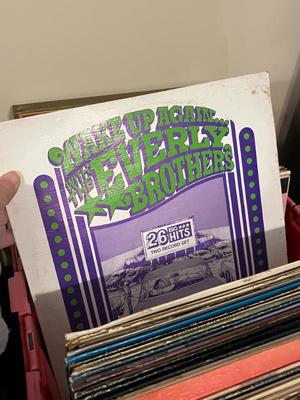 WAKE UP AGAIN...
WITH THE
EVERLY
BROTHERS
26 BIG HITS
TWO RECORD SET